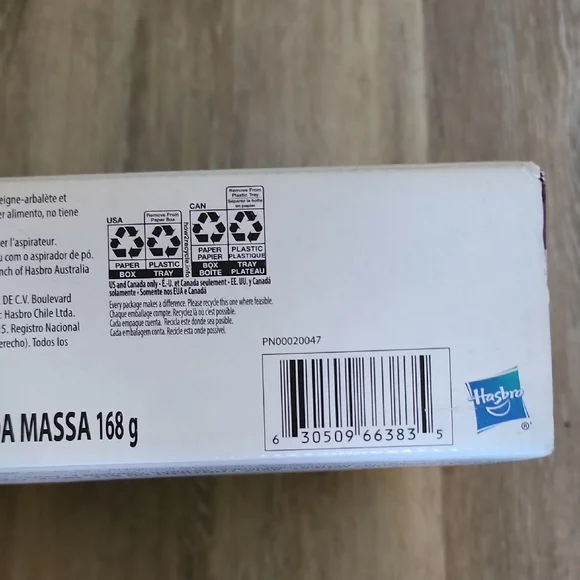 eigne-arbalète et
er alimento, no tiene
er l'aspirateur.
u com o aspirador de pó.
nch of Hasbro Australia
DE C.V. Boulevard
: Hasbro Chile Ltda.
5. Registro Nacional
erecho). Todos los
DA MASSA 168 g
USA
Remove From
Paper Box
PAPER
PLASTIC
BOX
TRAY
how2recycle.info
CAN
Remove From
Plastic Tray
Séparez la boîte
en papier
PAPER
PAPIER
PLASTIC
PLASTIQUE
BOX
BOÎTE
TRAY
PLATEAU
US and Canada only • É.-U. et Canada seulement • EE. UU. y Canadá
solamente • Somente nos EUA e Canadá
Every package makes a difference. Please recycle this one where feasible.
Chaque emballage compte. Recyclez là où c'est possible.
Cada empaque cuenta. Recicla este donde sea posible.
Cada embalagem conta. Recicla este onde possível.
PN00020047
6 30509 66383 5
Hasbro
®